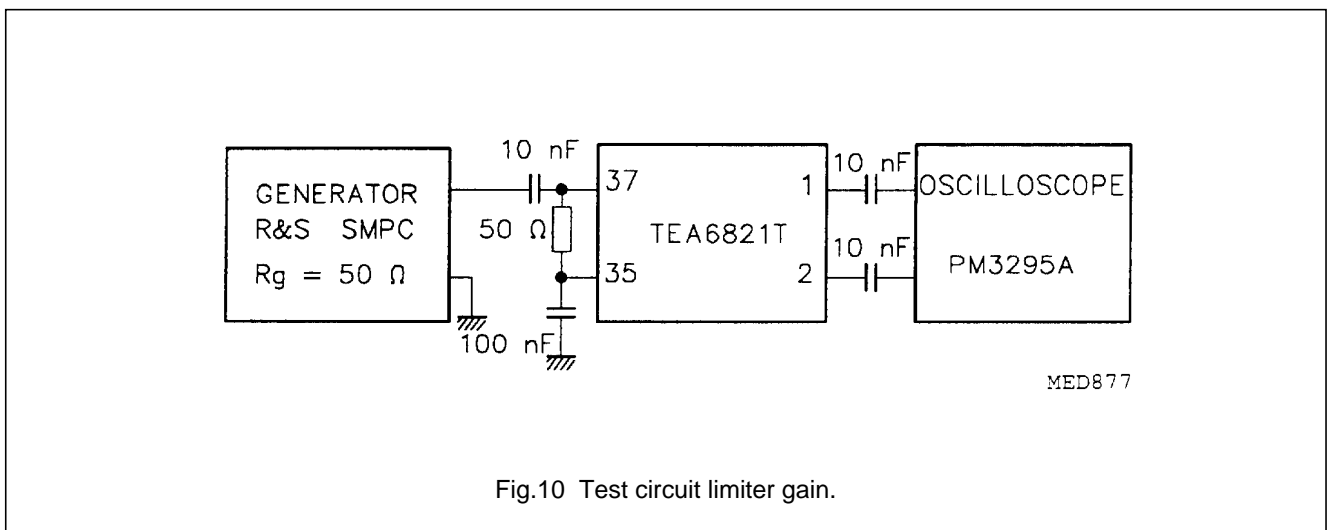 GENERATOR
R&S SMPC
Rg = 50 Ω
10 nF
50 Ω
100 nF
37
35
TEA6821T
1
2
10 nF
10 nF
OSCILLOSCOPE
PM3295A
MED877
Fig.10 Test circuit limiter gain.